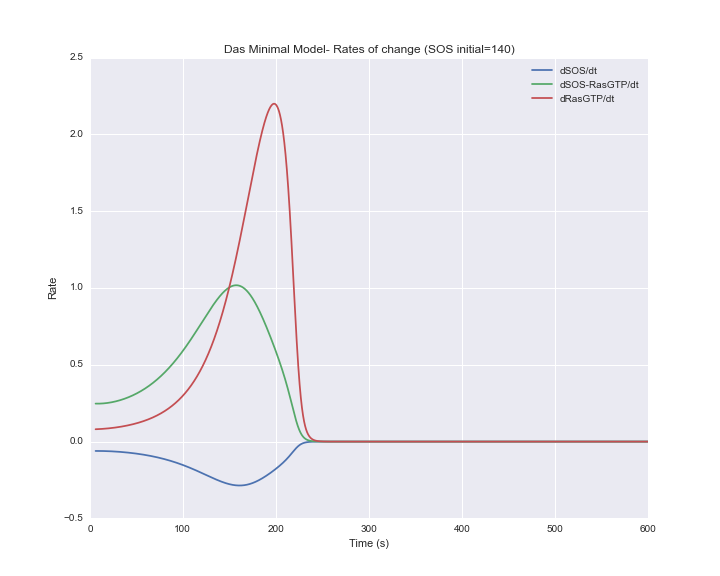 Das Minimal Model- Rates of change (SOS initial=140)
2.5
dSOS/dt
dSOS-RasGTP/dt
dRasGTP/dt
2.0
1.5
Rate
1.0
0.5
0.0
−0.5
0 100 200 300 400 500 600
Time (s)